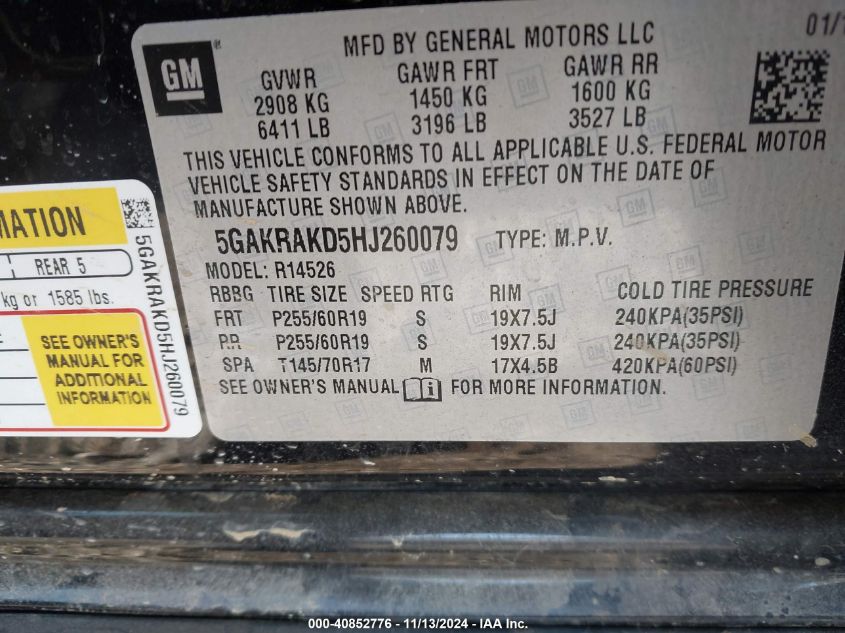 MFD BY GENERAL MOTORS LLC
01/1
GM
GVWR GAWR FRT GAWR RR
2908 KG 1450 KG 1600 KG
6411 LB 3196 LB 3527 LB
THIS VEHICLE CONFORMS TO ALL APPLICABLE U.S. FEDERAL MOTOR
VEHICLE SAFETY STANDARDS IN EFFECT ON THE DATE OF
MANUFACTURE SHOWN ABOVE.
5GAKRAKD5HJ260079 TYPE: M.P.V.
MODEL: R14526
RBBG TIRE SIZE SPEED RTG RIM COLD TIRE PRESSURE
FRT P255/60R19 S 19X7.5J 240KPA(35PSI)
RR P255/60R19 S 19X7.5J 240KPA(35PSI)
SPA T145/70R17 M 17X4.5B 420KPA(60PSI)
SEE OWNER'S MANUAL FOR MORE INFORMATION.
MATION
REAR 5
kg or 1585 lbs.
SEE OWNER'S
MANUAL FOR
ADDITIONAL
INFORMATION
5GAKRAKD5HJ260079
000-40852776 - 11/13/2024 - IAA Inc.